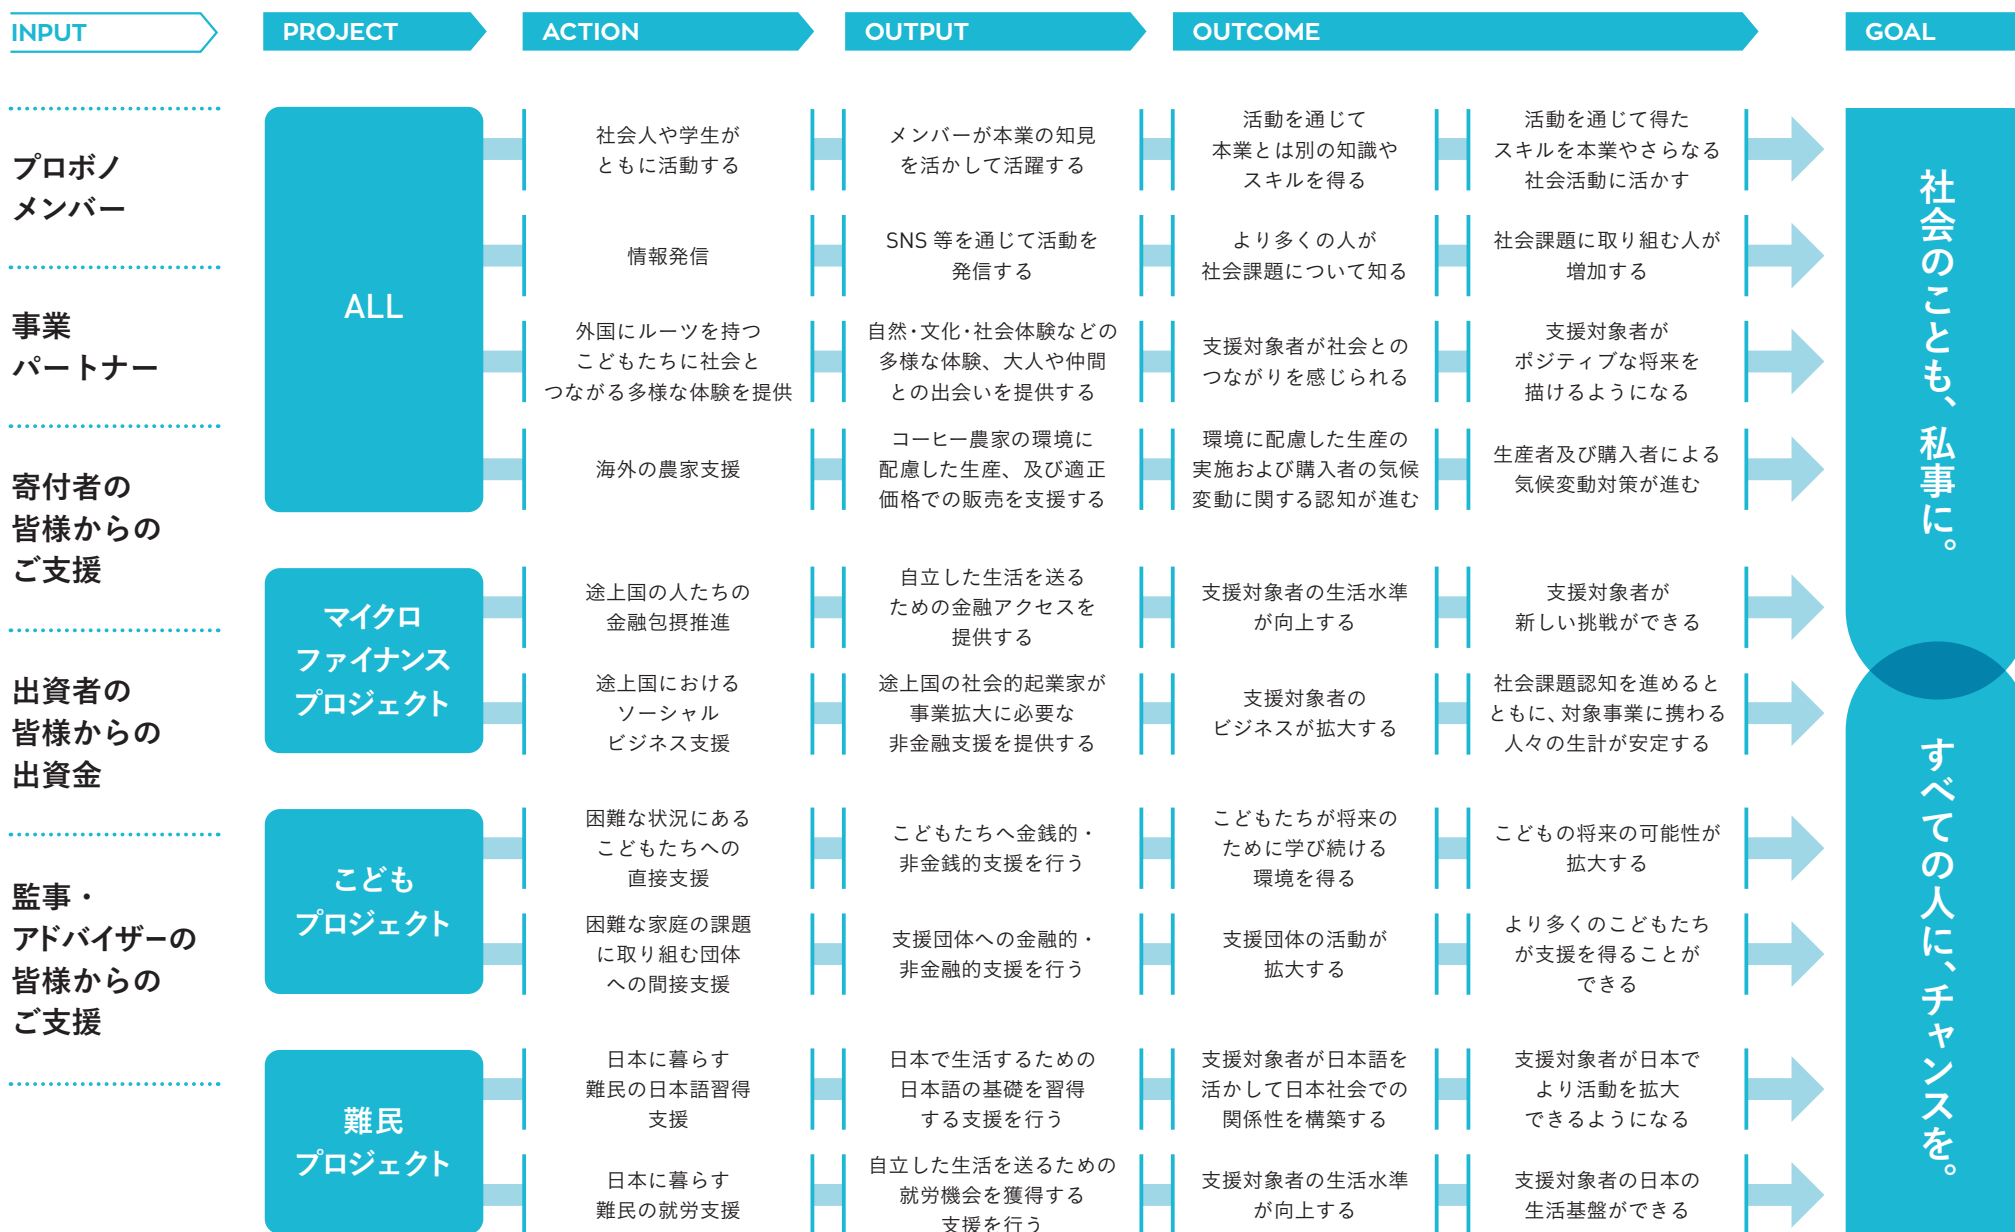 INPUT
PROJECT
ACTION
OUTPUT
OUTCOME
GOAL
プロボノ
メンバー
事業
パートナー
寄付者の
皆様からの
ご支援
出資者の
皆様からの
出資金
監事・
アドバイザーの
皆様からの
ご支援
ALL
社会人や学生が
ともに活動する
メンバーが本業の知見
を活かして活躍する
活動を通じて
本業とは別の知識や
スキルを得る
活動を通じて得た
スキルを本業やさらなる
社会活動に活かす
情報発信
SNS 等を通じて活動を
発信する
より多くの人が
社会課題について知る
社会課題に取り組む人が
増加する
外国にルーツを持つ
こどもたちに社会と
つながる多様な体験を提供
自然・文化・社会体験などの
多様な体験、大人や仲間
との出会いを提供する
支援対象者が社会との
つながりを感じられる
支援対象者が
ポジティブな将来を
描けるようになる
海外の農家支援
コーヒー農家の環境に
配慮した生産、及び適正
価格での販売を支援する
環境に配慮した生産の
実施および購入者の気候
変動に関する認知が進む
生産者及び購入者による
気候変動対策が進む
マイクロ
ファイナンス
プロジェクト
途上国の人たちの
金融包摂推進
自立した生活を送る
ための金融アクセスを
提供する
支援対象者の生活水準
が向上する
支援対象者が
新しい挑戦ができる
途上国における
ソーシャル
ビジネス支援
途上国の社会的起業家が
事業拡大に必要な
非金融支援を提供する
支援対象者の
ビジネスが拡大する
社会課題認知を進めると
ともに、対象事業に携わる
人々の生計が安定する
こども
プロジェクト
困難な状況にある
こどもたちへの
直接支援
こどもたちへ金銭的・
非金銭的支援を行う
こどもたちが将来の
ために学び続ける
環境を得る
こどもの将来の可能性が
拡大する
困難な家庭の課題
に取り組む団体
への間接支援
支援団体への金融的・
非金融的支援を行う
支援団体の活動が
拡大する
より多くのこどもたち
が支援を得ることが
できる
難民
プロジェクト
日本に暮らす
難民の日本語習得
支援
日本で生活するための
日本語の基礎を習得
する支援を行う
支援対象者が日本語を
活かして日本社会での
関係性を構築する
支援対象者が日本で
より活動を拡大
できるようになる
日本に暮らす
難民の就労支援
自立した生活を送るための
就労機会を獲得する
支援を行う
支援対象者の生活水準
が向上する
支援対象者の日本の
生活基盤ができる
社会のことも、私事に。
すべての人に、チャンスを。